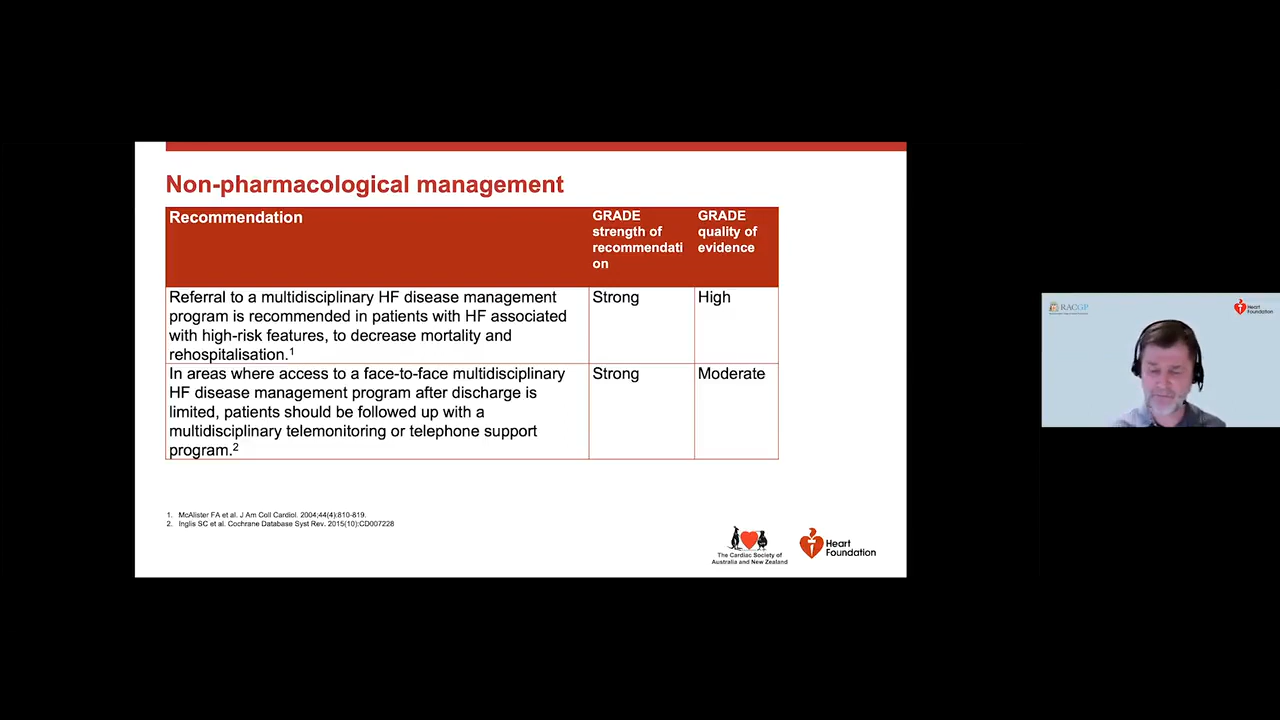 Non-pharmacological management
Recommendation
GRADE
strength of
recommendati
on
GRADE
quality of
evidence
Referral to a multidisciplinary HF disease management
program is recommended in patients with HF associated
with high-risk features, to decrease mortality and
rehospitalisation.1
Strong
High
In areas where access to a face-to-face multidisciplinary
HF disease management program after discharge is
limited, patients should be followed up with a
multidisciplinary telemonitoring or telephone support
program.2
Strong
Moderate
1. McAlister FA et al. J Am Coll Cardiol. 2004;44(4):810-819.
2. Inglis SC et al. Cochrane Database Syst Rev. 2015(10):CD007228
The Cardiac Society of
Australia and New Zealand
Heart
Foundation
RACGP
Heart
Foundation